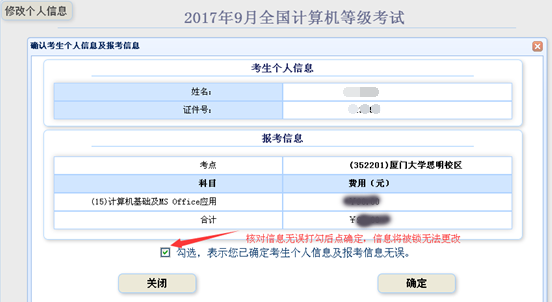 修改个人信息
2017年9月全国计算机等级考试
确认考生个人信息及报考信息
考生个人信息
姓名：
证件号：
报考信息
考点 (352201)厦门大学思明校区
科目 费用（元）
(15)计算机基础及MS Office应用
合计 ¥
核对信息无误打勾后点确定，信息将被锁无法更改
勾选，表示您已确定考生个人信息及报考信息无误。
关闭 确定